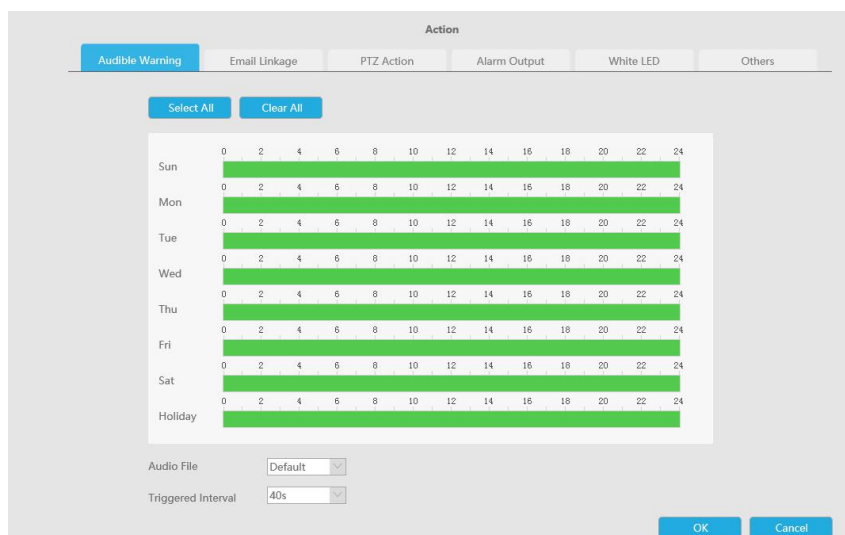 Action
Audible Warning Email Linkage PTZ Action Alarm Output White LED Others
Select All Clear All
0 2 4 6 8 10 12 14 16 18 20 22 24
Sun
0 2 4 6 8 10 12 14 16 18 20 22 24
Mon
0 2 4 6 8 10 12 14 16 18 20 22 24
Tue
0 2 4 6 8 10 12 14 16 18 20 22 24
Wed
0 2 4 6 8 10 12 14 16 18 20 22 24
Thu
0 2 4 6 8 10 12 14 16 18 20 22 24
Fri
0 2 4 6 8 10 12 14 16 18 20 22 24
Sat
0 2 4 6 8 10 12 14 16 18 20 22 24
Holiday
Audio File Default
Triggered Interval 40s
OK Cancel